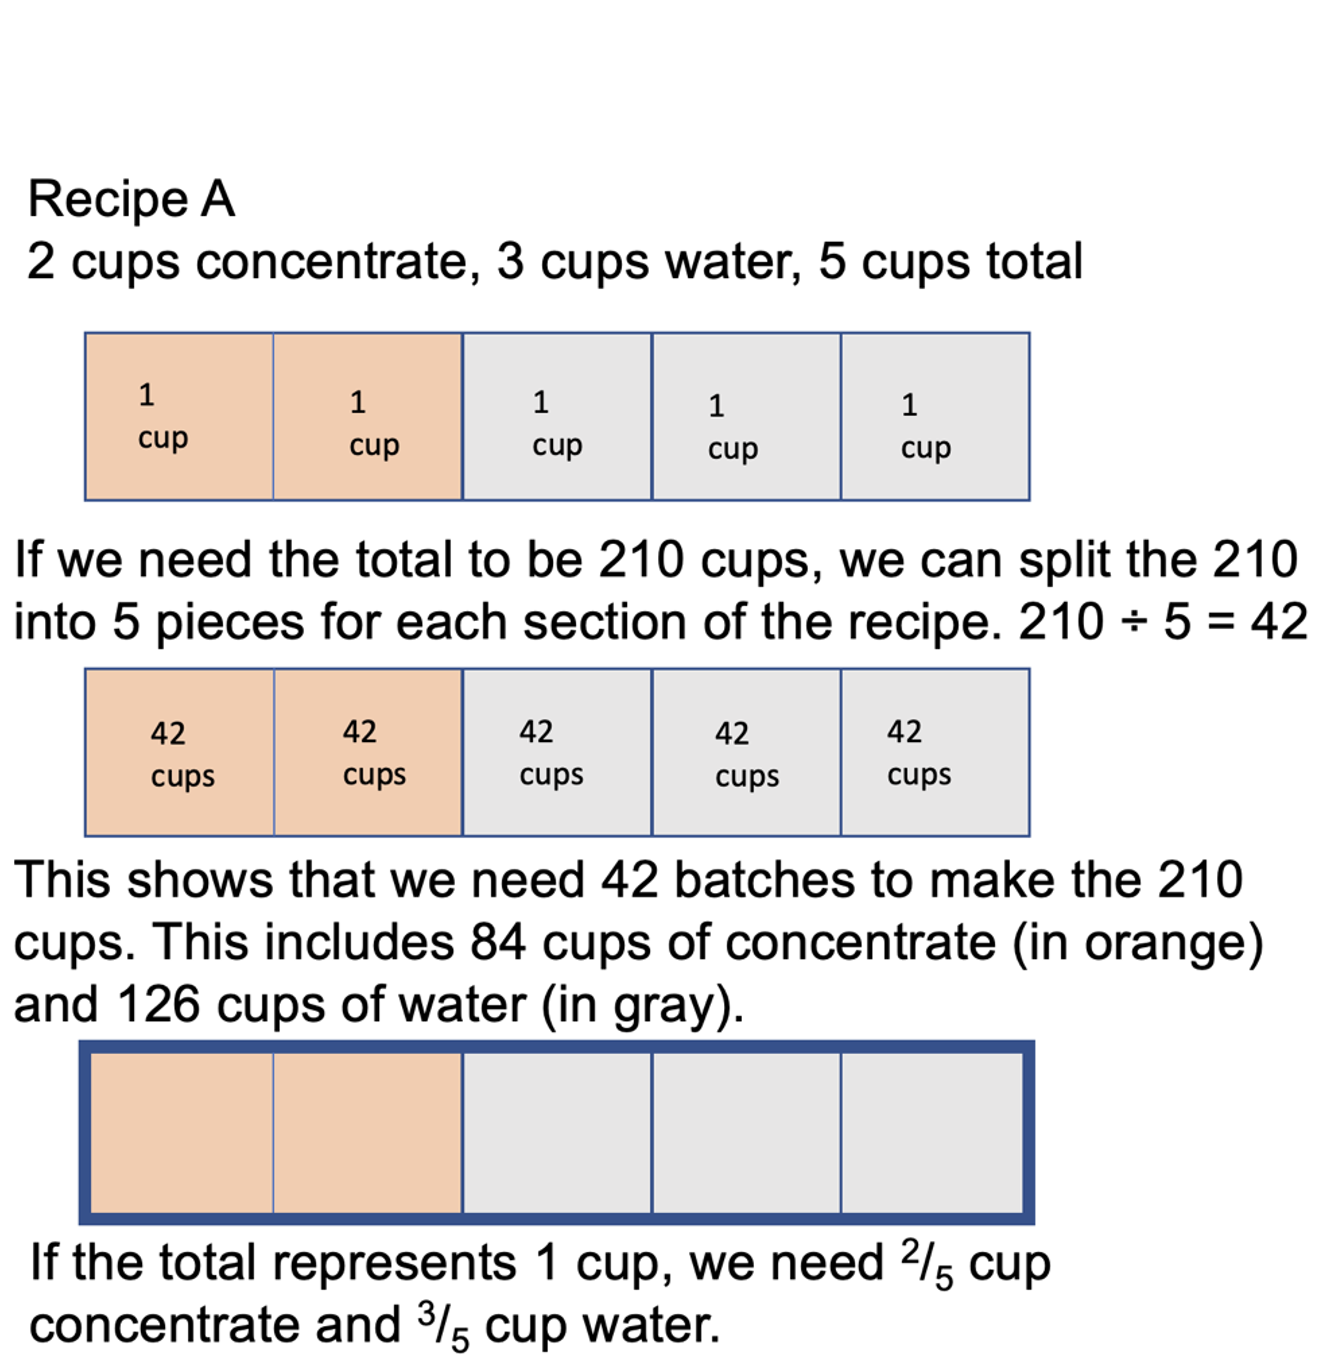 Recipe A
2 cups concentrate, 3 cups water, 5 cups total
1 1 1 1 1
cup cup cup cup cup
If we need the total to be 210 cups, we can split the 210
into 5 pieces for each section of the recipe. 210 ÷ 5 = 42
42 42 42 42 42
cups cups cups cups cups
This shows that we need 42 batches to make the 210
cups. This includes 84 cups of concentrate (in orange)
and 126 cups of water (in gray).
If the total represents 1 cup, we need 2/5 cup
concentrate and 3/5 cup water.